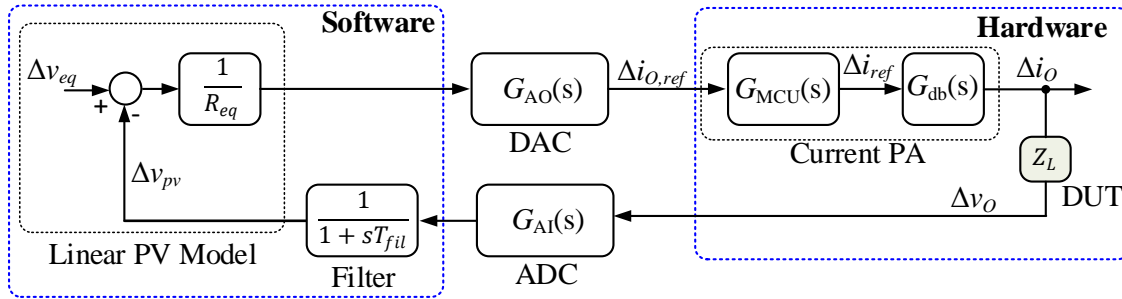 Software
Hardware
Δv_eq
+
-
1
R_eq
G_AO(s)
DAC
Δi_O,ref
G_MCU(s)
Δi_ref
G_db(s)
Current PA
Δi_O
Z_L
DUT
Δv_O
G_AI(s)
ADC
1
1 + sT_fil
Filter
Δv_pv
Linear PV Model